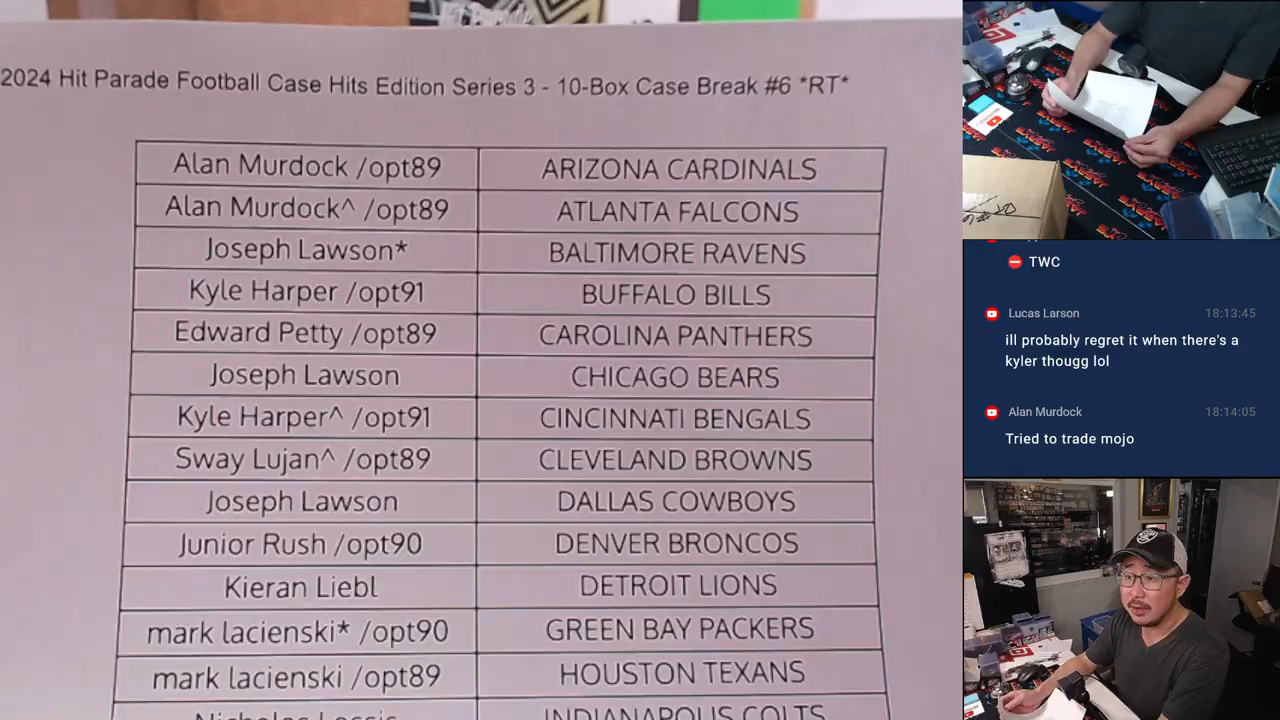 2024 Hit Parade Football Case Hits Edition Series 3 - 10-Box Case Break #6 *RT*
Alan Murdock /opt89 ARIZONA CARDINALS
Alan Murdock^ /opt89 ATLANTA FALCONS
Joseph Lawson* BALTIMORE RAVENS
Kyle Harper /opt91 BUFFALO BILLS
Edward Petty /opt89 CAROLINA PANTHERS
Joseph Lawson CHICAGO BEARS
Kyle Harper^ /opt91 CINCINNATI BENGALS
Sway Lujan^ /opt89 CLEVELAND BROWNS
Joseph Lawson DALLAS COWBOYS
Junior Rush /opt90 DENVER BRONCOS
Kieran Liebl DETROIT LIONS
mark lacienski* /opt90 GREEN BAY PACKERS
mark lacienski /opt89 HOUSTON TEXANS
INDIANAPOLIS COLTS
TWC
Lucas Larson 18:13:45
ill probably regret it when there's a
kyler thougg lol
Alan Murdock 18:14:05
Tried to trade mojo